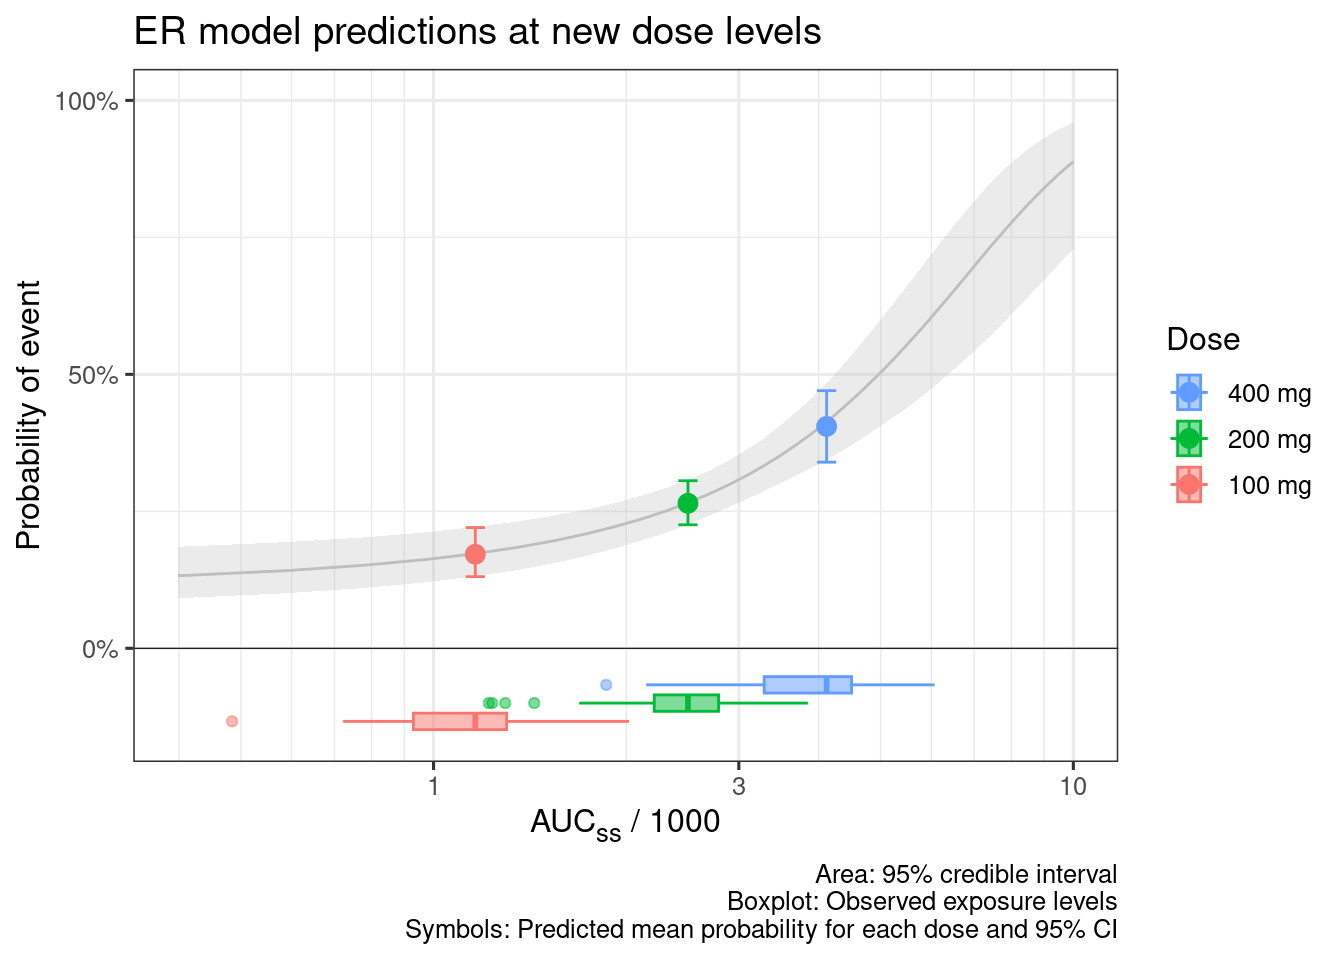 ER model predictions at new dose levels
100%
50%
0%
Probability of event
1
3
10
AUCss / 1000
Dose
400 mg
200 mg
100 mg
Area: 95% credible interval
Boxplot: Observed exposure levels
Symbols: Predicted mean probability for each dose and 95% CI